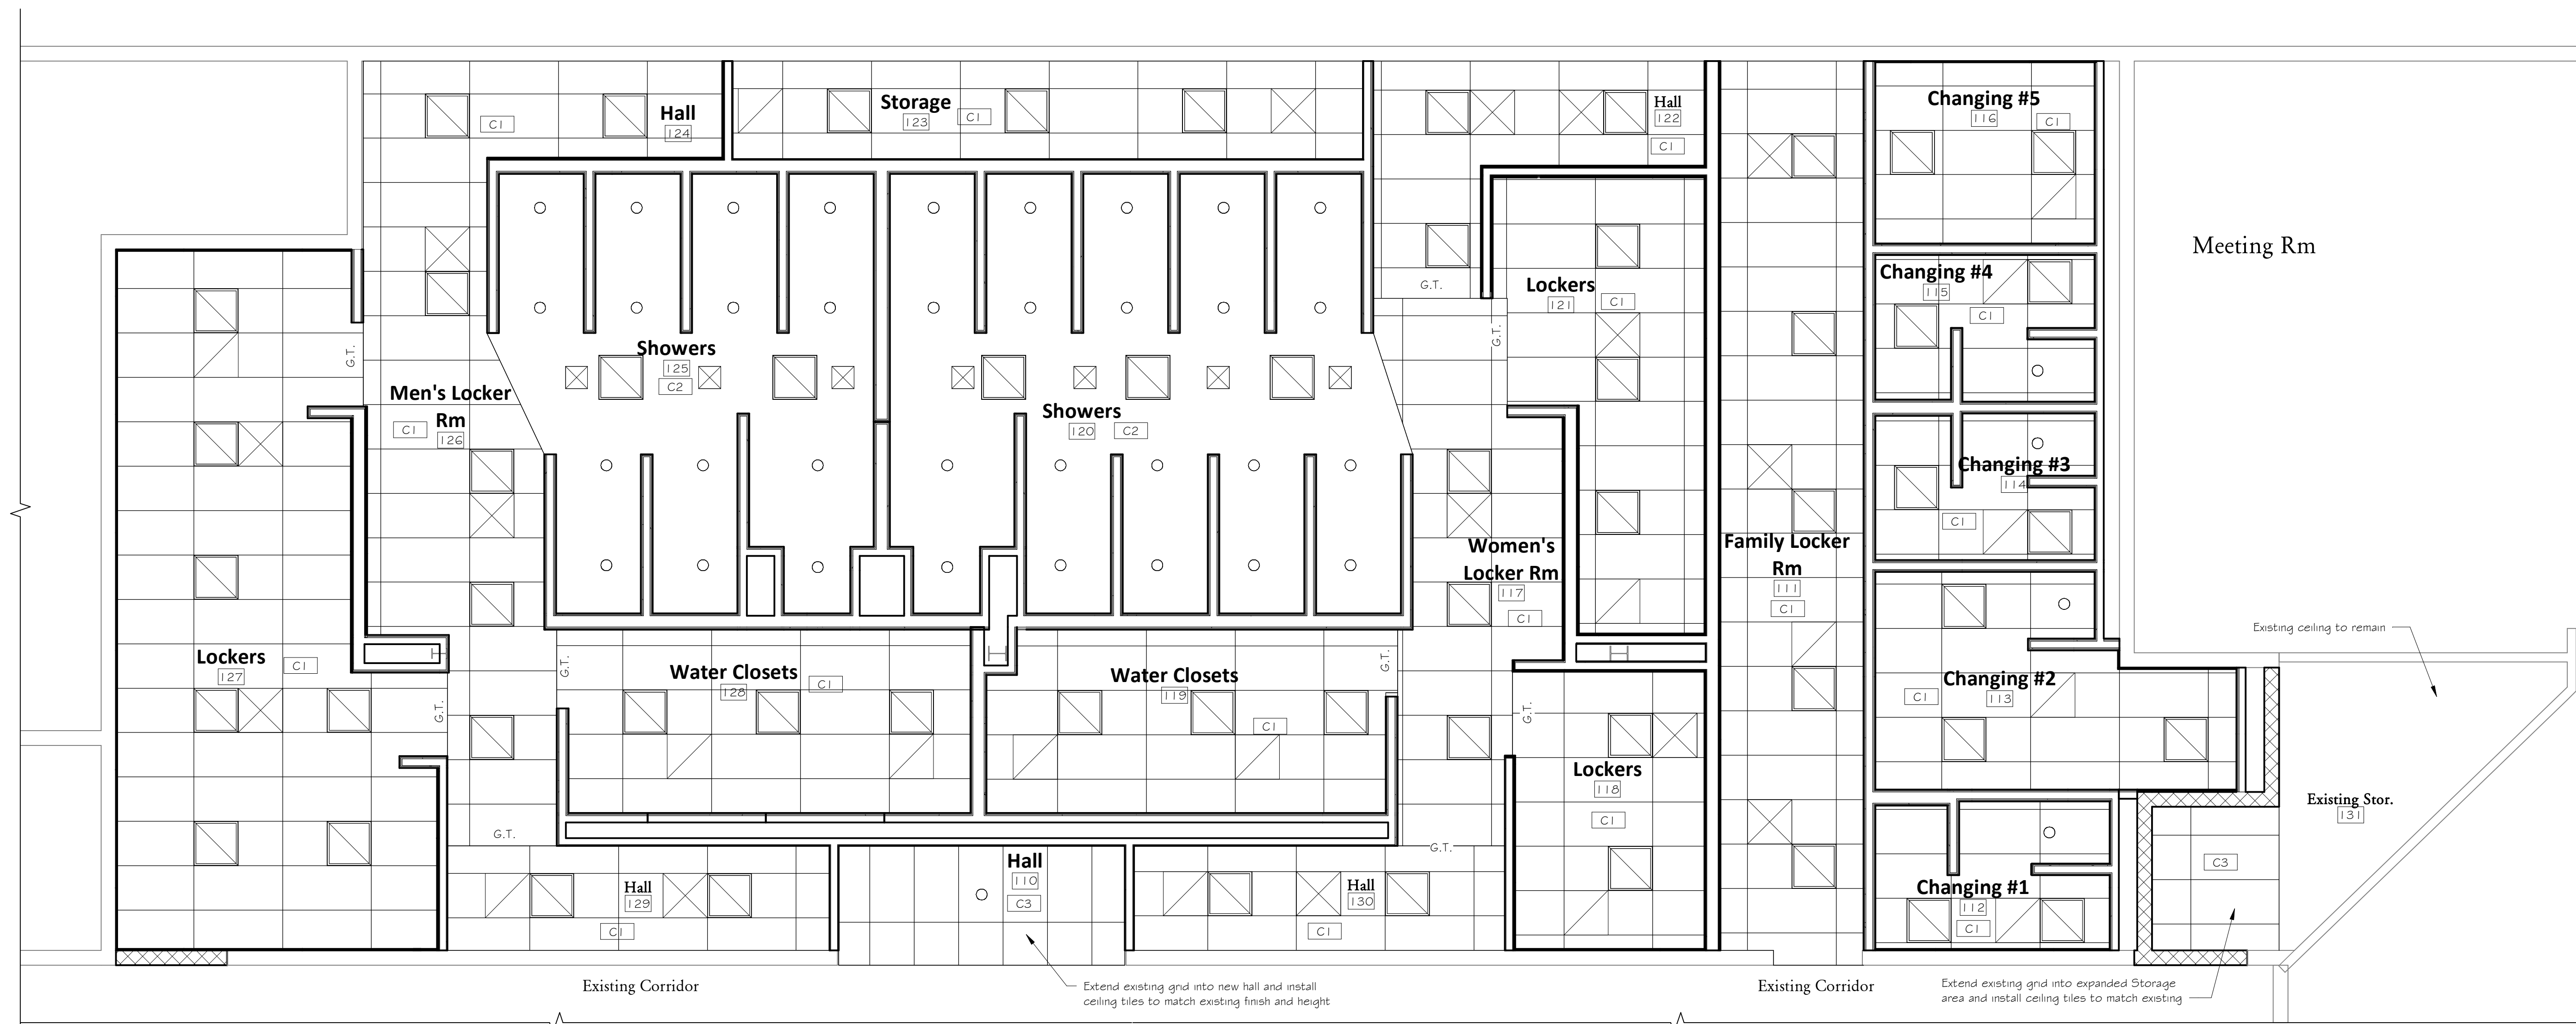 Hall
124
C1
Storage
123
C1
Hall
122
C1
Changing #5
116
C1
Meeting Rm
Changing #4
115
C1
Lockers
121
C1
G.T.
G.T.
G.T.
Showers
125
C2
Men's Locker
Rm
126
C1
Showers
120
C2
Changing #3
114
C1
Women's
Locker Rm
117
C1
Family Locker
Rm
111
C1
Existing ceiling to remain
Lockers
127
C1
G.T.
G.T.
Water Closets
128
C1
Water Closets
119
C1
G.T.
G.T.
Changing #2
113
C1
Lockers
118
C1
Existing Stor.
131
C3
G.T.
G.T.
Hall
129
C1
Hall
110
C3
Hall
130
C1
Changing #1
112
C1
Existing Corridor
Extend existing grid into new hall and install
ceiling tiles to match existing finish and height
Existing Corridor
Extend existing grid into expanded Storage
area and install ceiling tiles to match existing